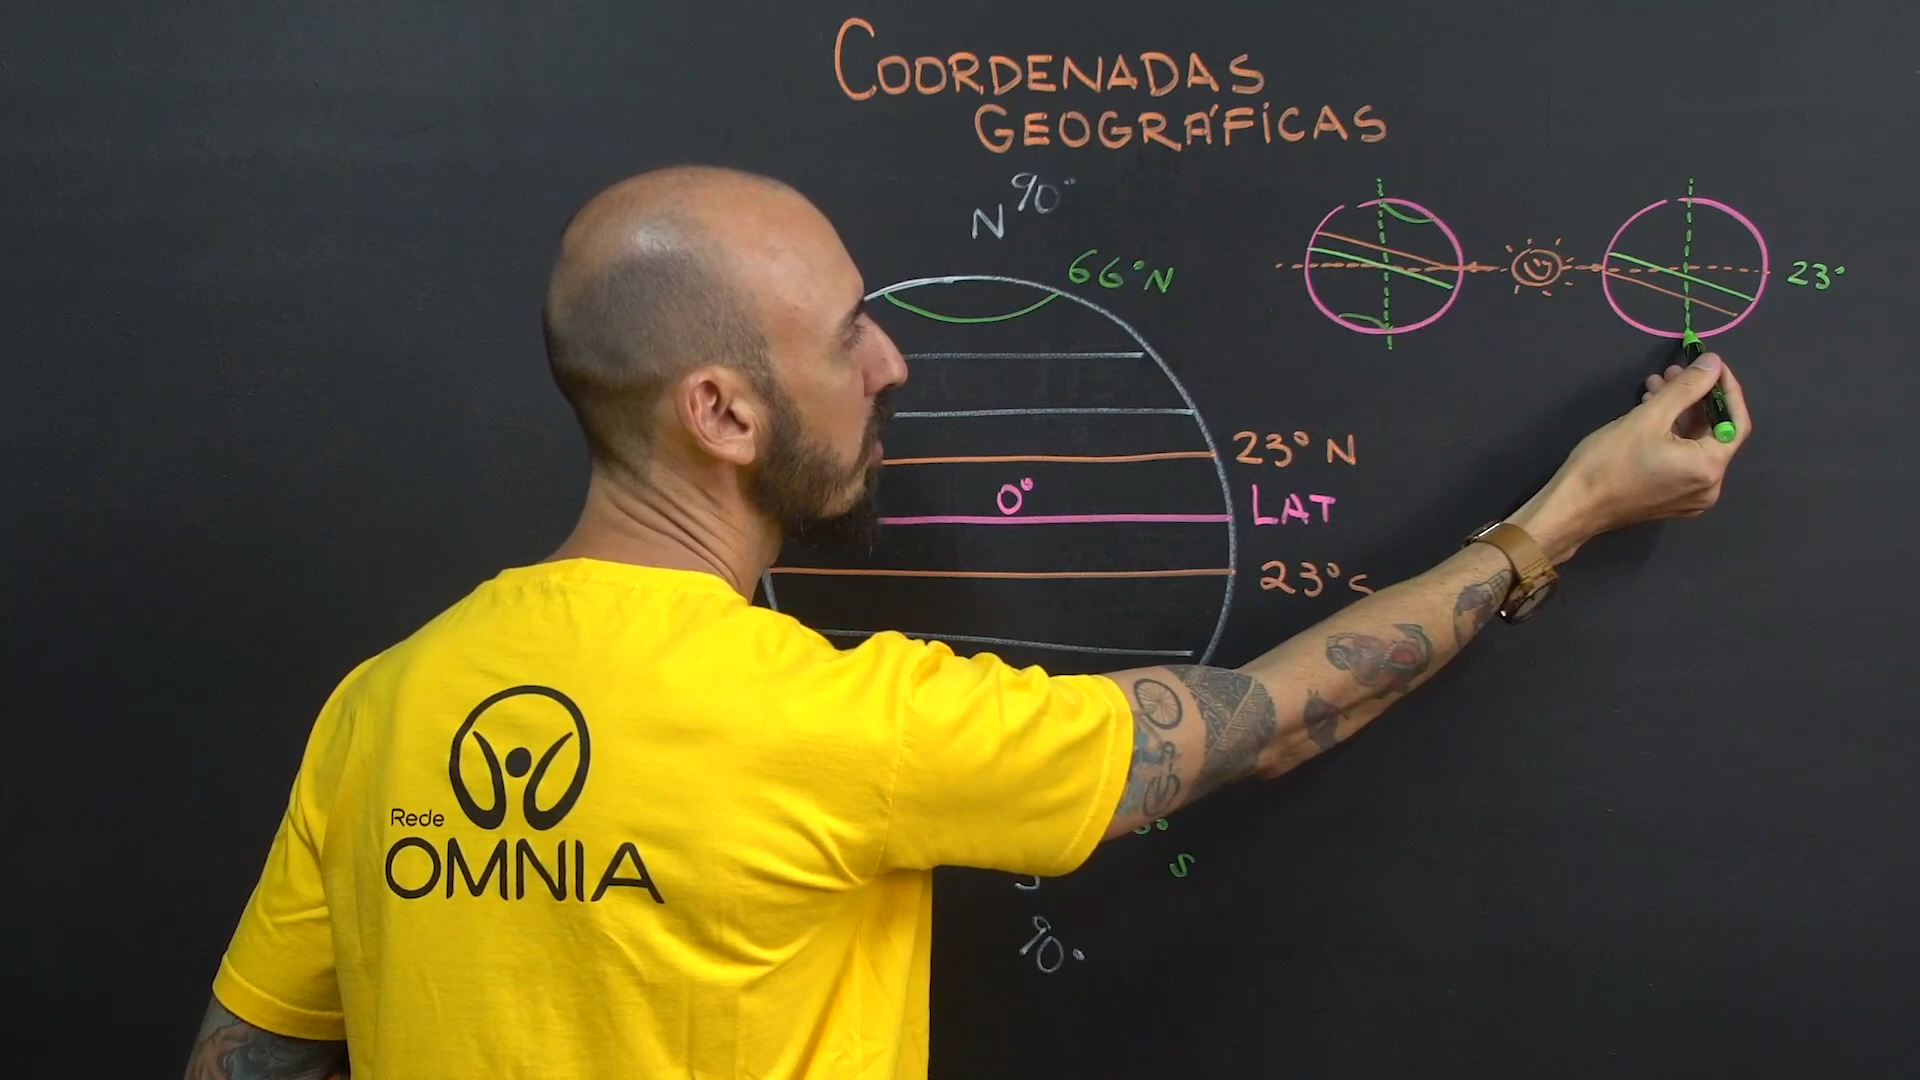 COORDENADAS
GEOGRÁFICAS
N 90°
66°N
23°
23° N
0°
LAT
23°
S
90°
Rede
OMNIA